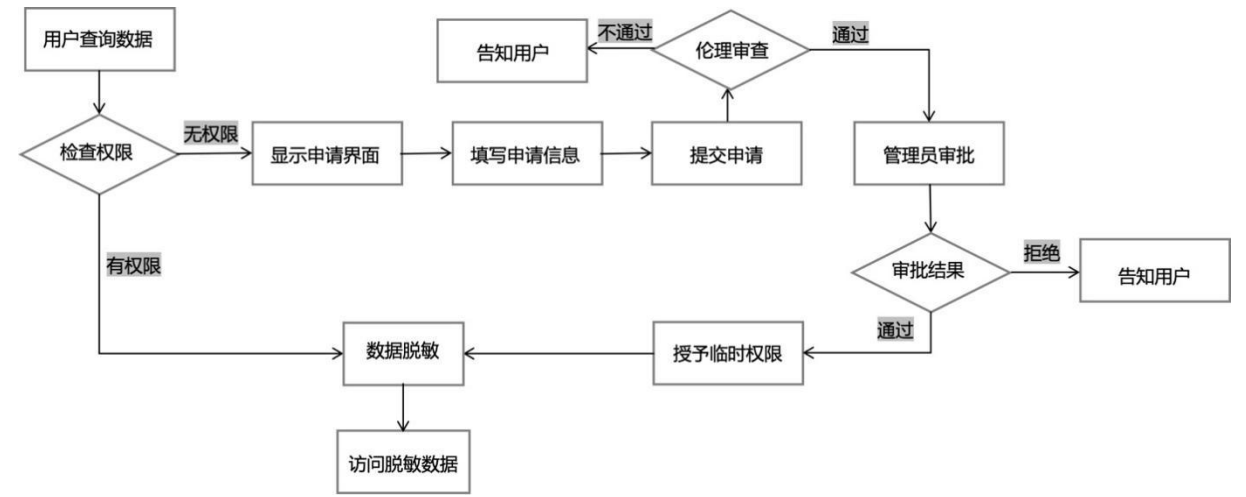 用户查询数据
检查权限
无权限
显示申请界面
填写申请信息
提交申请
伦理审查
不通过
告知用户
通过
管理员审批
审批结果
拒绝
告知用户
通过
授予临时权限
有权限
数据脱敏
访问脱敏数据